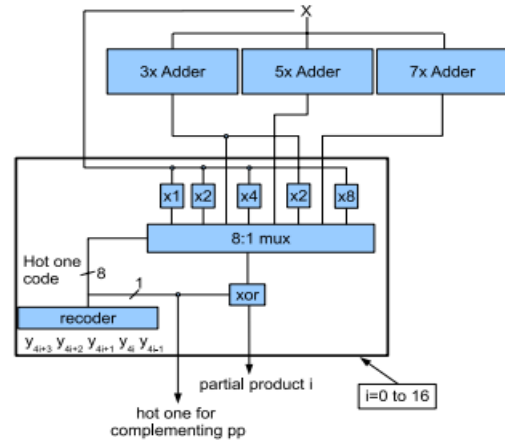 X
3x Adder
5x Adder
7x Adder
x1
x2
x4
x2
x8
8:1 mux
Hot one
code
8
1
xor
recoder
y4i+3 y4i+2 y4i+1 y4i y4i-1
partial product i
i=0 to 16
hot one for
complementing pp